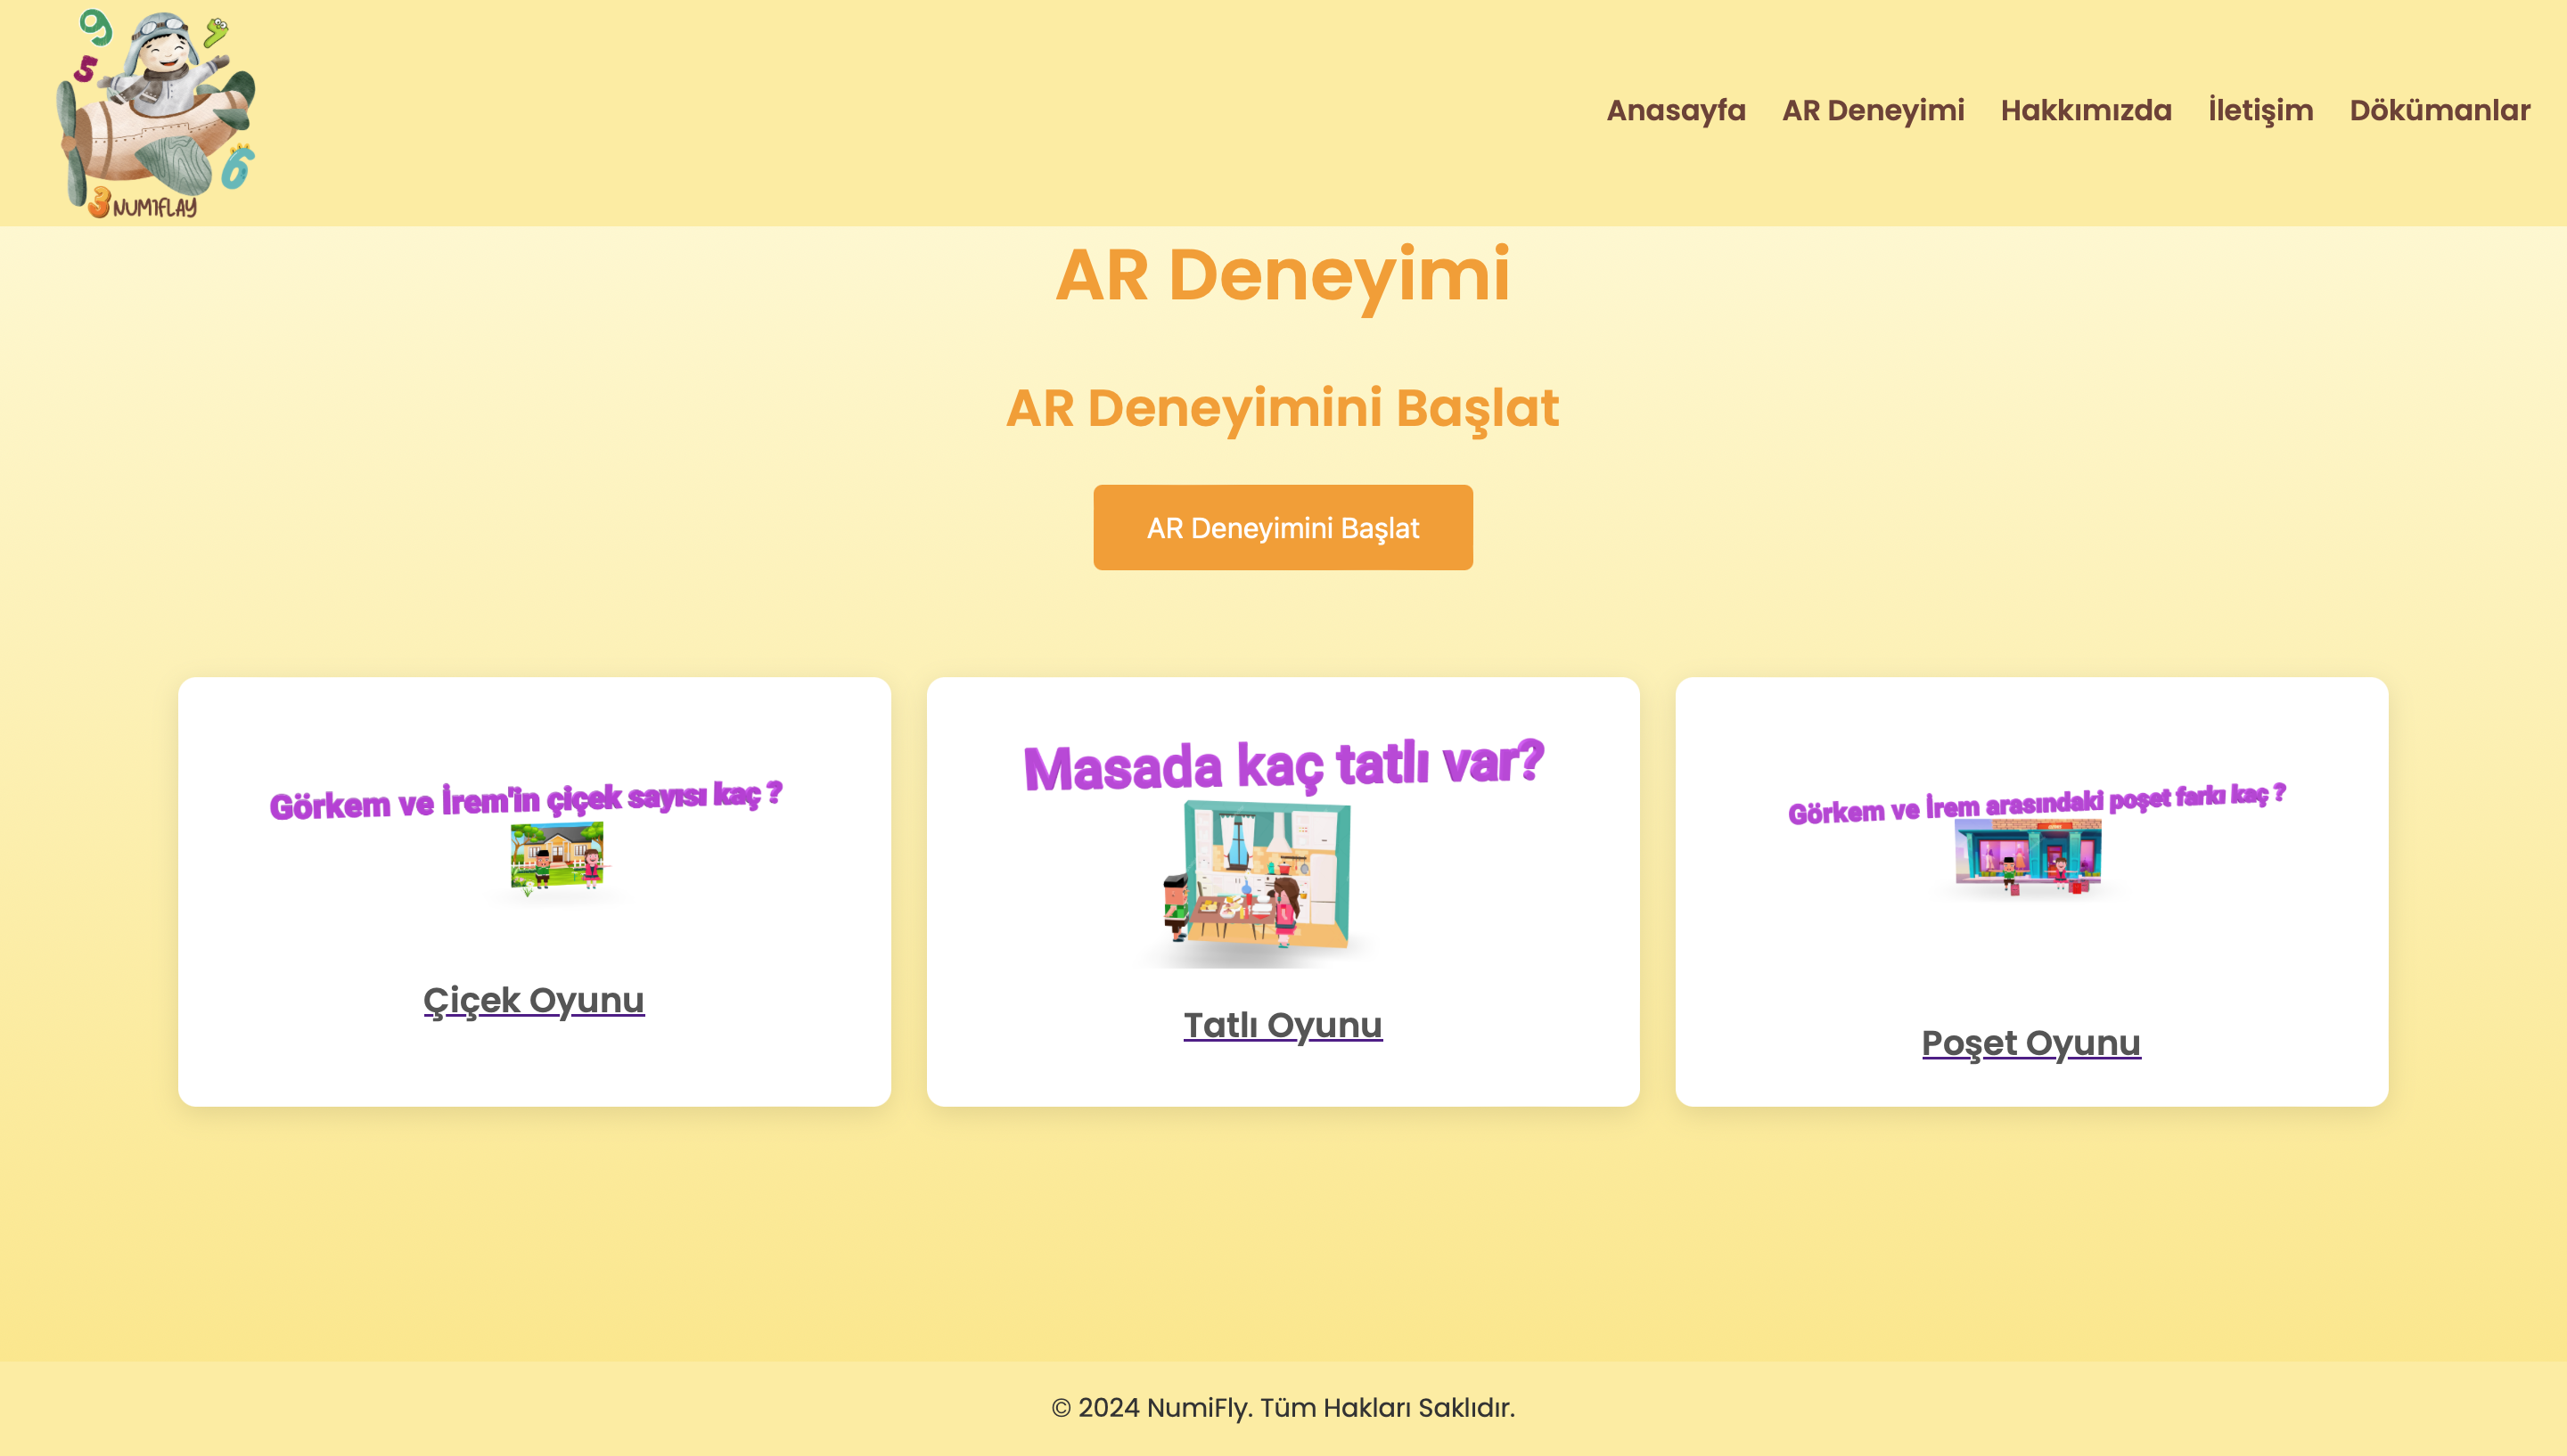 9
5
6
3 NUMIFLAY
Anasayfa AR Deneyimi Hakkımızda İletişim Dökümanlar
AR Deneyimi
AR Deneyimini Başlat
AR Deneyimini Başlat
Görkem ve İrem'in çiçek sayısı kaç ?
Çiçek Oyunu
Masada kaç tatlı var?
Tatlı Oyunu
Görkem ve İrem arasındaki poşet farkı kaç ?
Poşet Oyunu
© 2024 NumiFly. Tüm Hakları Saklıdır.